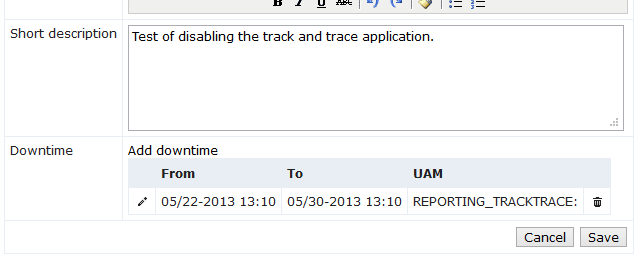 B I U ABC
Short description
Test of disabling the track and trace application.
Downtime
Add downtime
From To UAM
05/22-2013 13:10 05/30-2013 13:10 REPORTING_TRACKTRACE:
Cancel Save